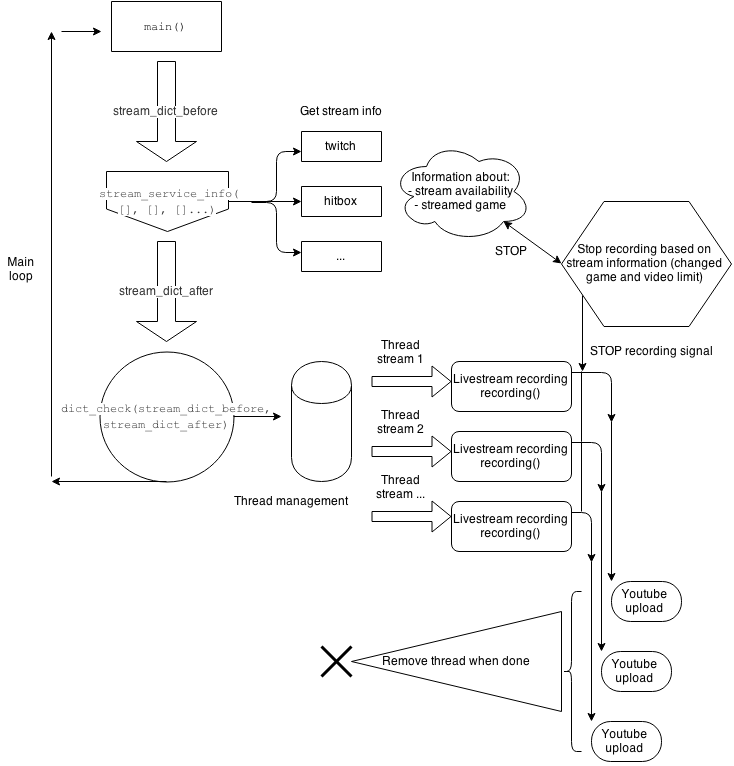 main()
stream_dict_before
Get stream info
twitch
stream_service_info(
[], [], []...)
hitbox
...
Information about:
- stream availability
- streamed game
STOP
Stop recording based on
stream information (changed
game and video limit)
Main
loop
stream_dict_after
STOP recording signal
dict_check(stream_dict_before,
stream_dict_after)
Thread management
Thread
stream 1
Livestream recording
recording()
Thread
stream 2
Livestream recording
recording()
Thread
stream ...
Livestream recording
recording()
Youtube
upload
Remove thread when done
Youtube
upload
Youtube
upload